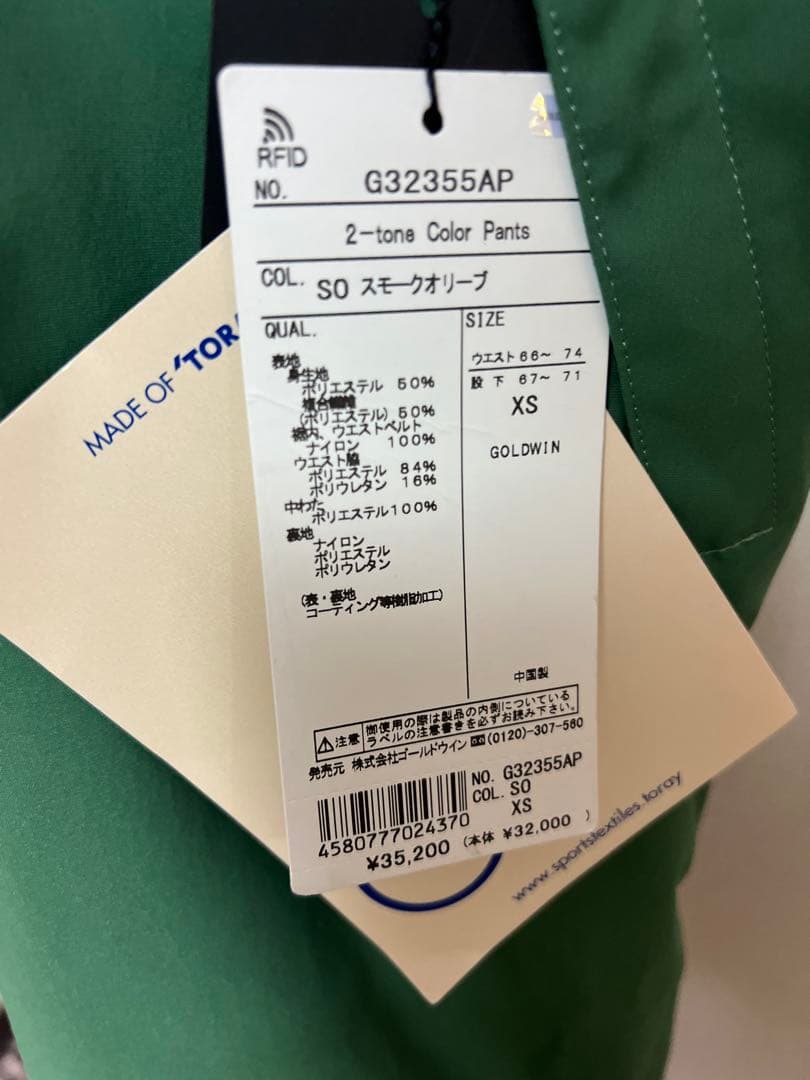 RFID
NO. G32355AP
2-tone Color Pants
COL. SO スモークオリーブ
QUAL.
表地
身生地
ポリエステル 50%
複合繊維
(ポリエステル) 50%
裾内、ウエストベルト
ナイロン 100%
ウエスト脇
ポリエステル 84%
ポリウレタン 16%
中わた
ポリエステル100%
裏地
ナイロン
ポリエステル
ポリウレタン
(表・裏地
コーティング等樹脂加工)
SIZE
ウエスト66～ 74
股下 67～ 71
XS
GOLDWIN
中国製
注意 御使用の際は製品の内側についている
ラベルの注意書きを必ずお読み下さい。
発売元 株式会社ゴールドウイン (0120)-307-560
NO. G32355AP
COL. SO
XS
4580777024370
¥35,200 (本体 ¥32,000 )
MADE OF 'TOR
www.sportstextiles.toray